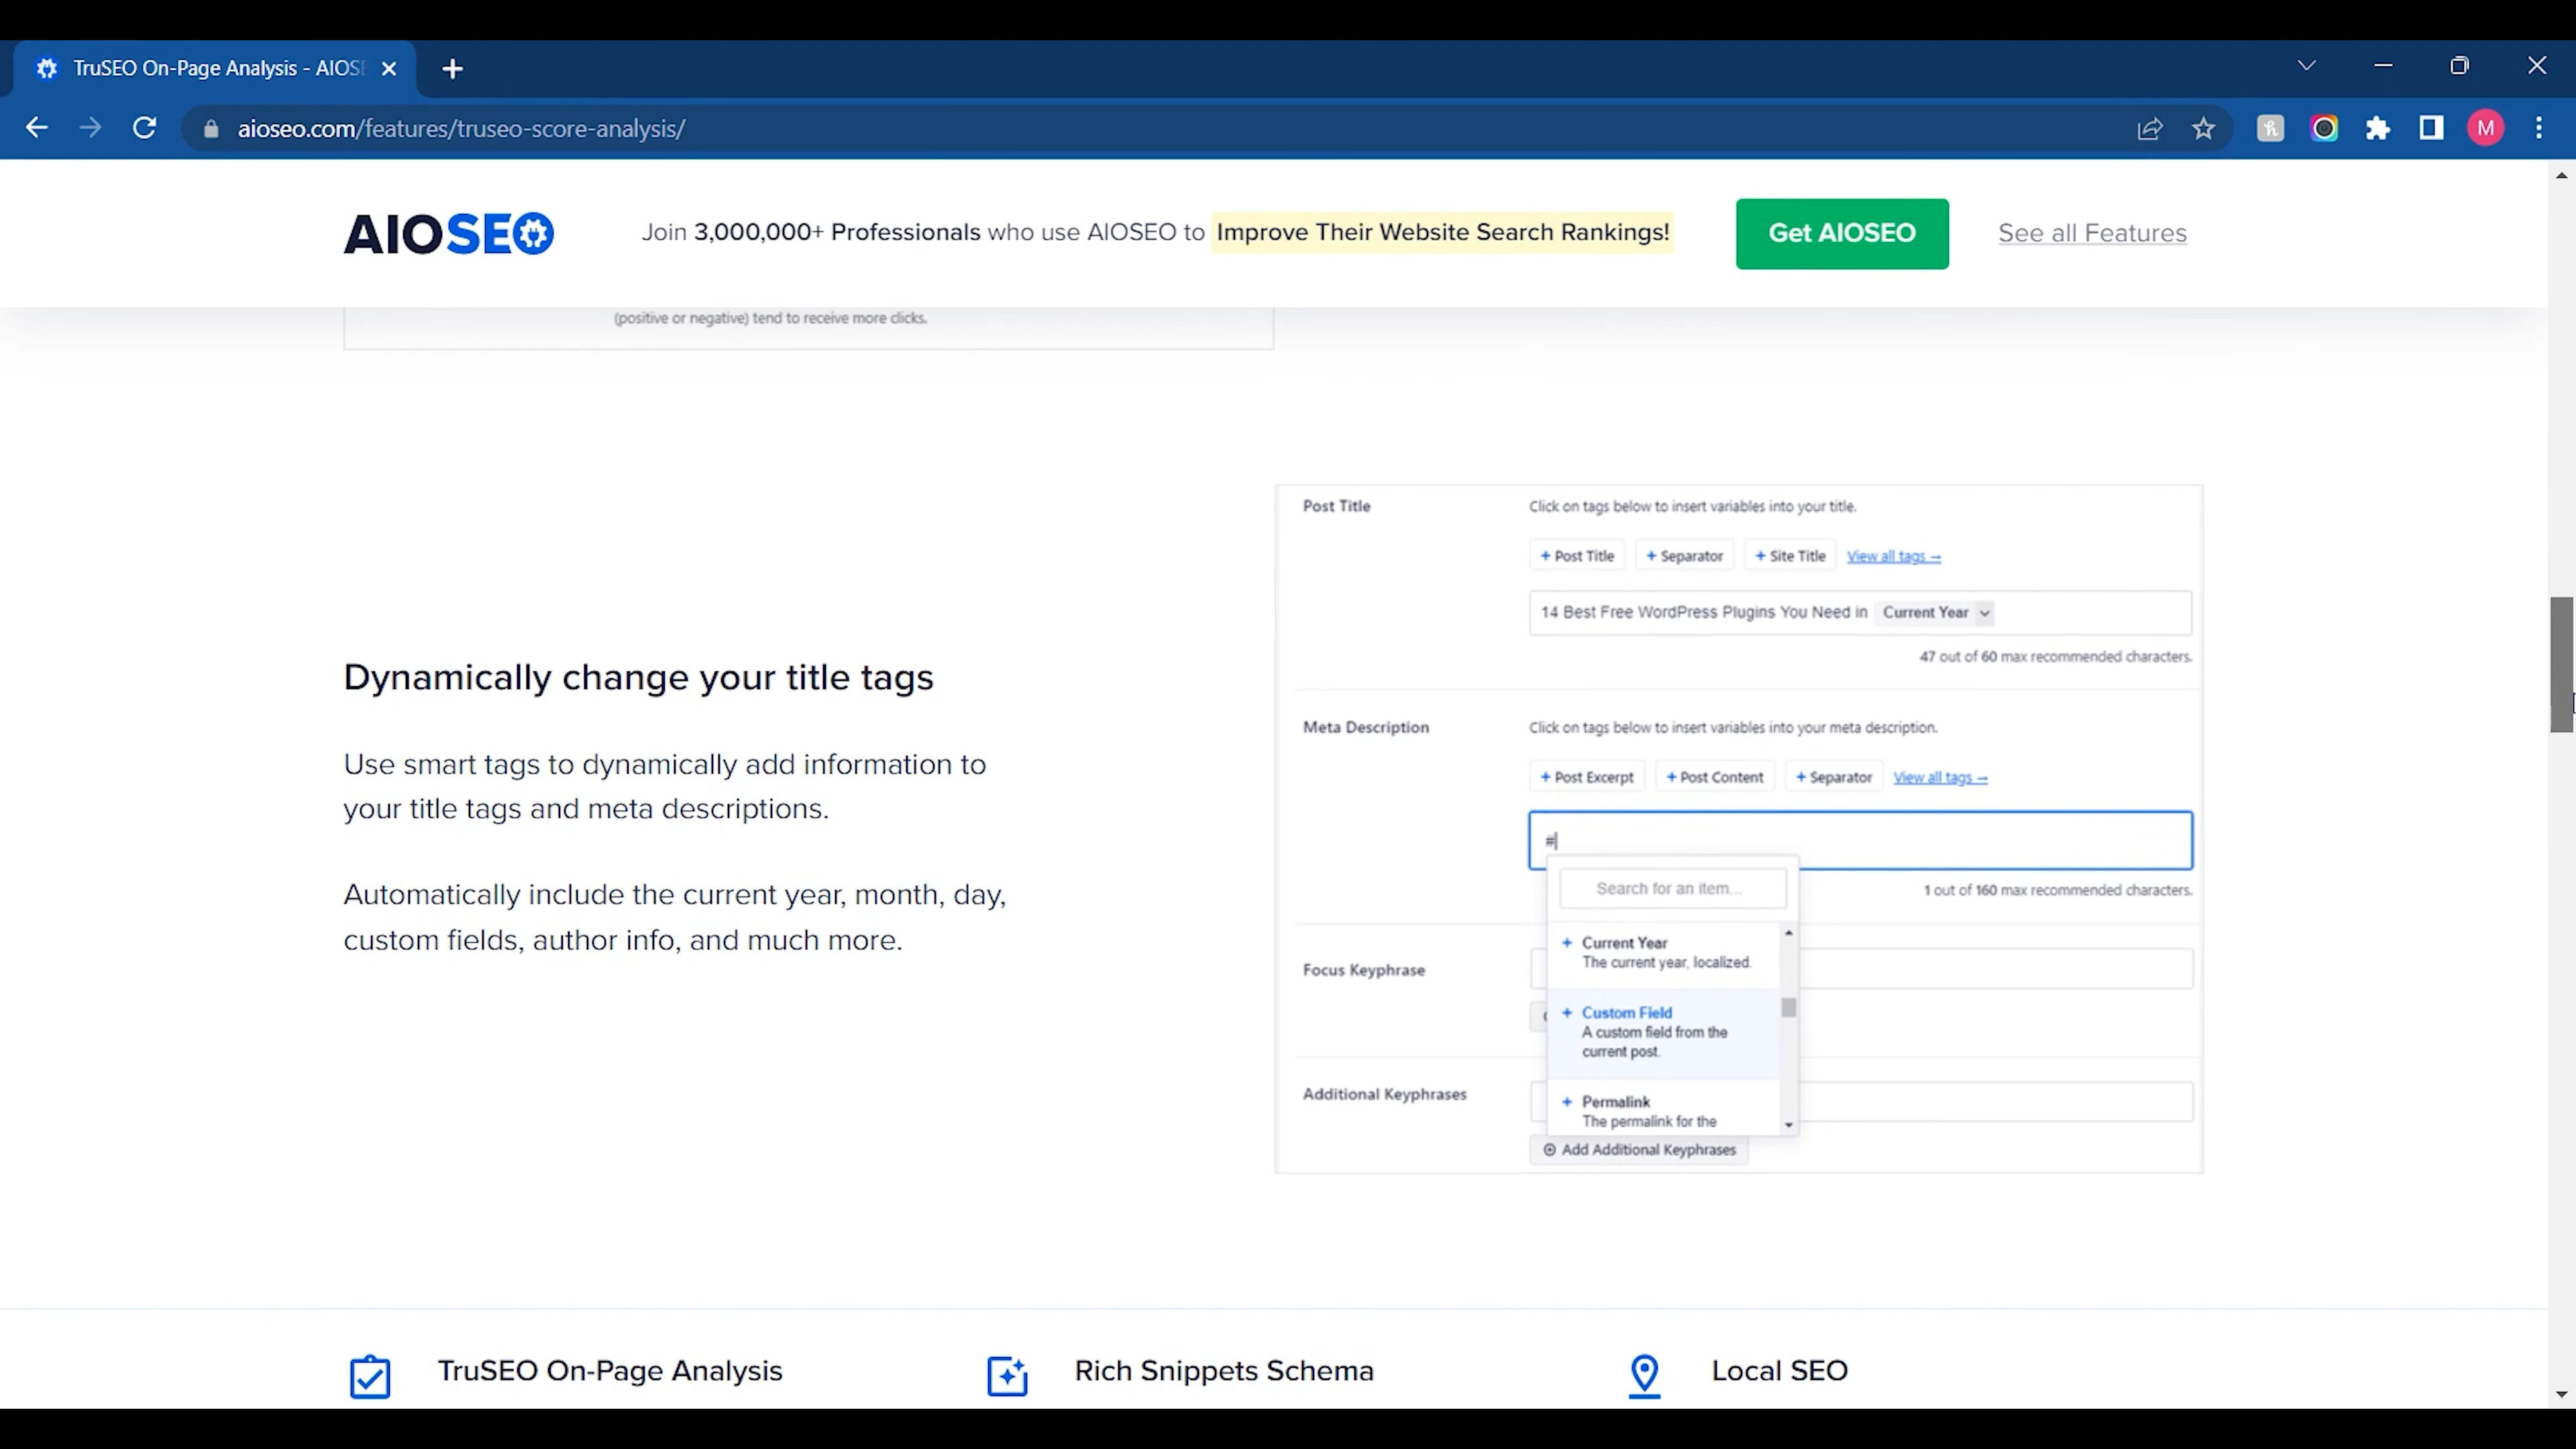 TruSEO On-Page Analysis - AIOSE
aioseo.com/features/truseo-score-analysis/
M
AIOSEO
Join 3,000,000+ Professionals who use AIOSEO to Improve Their Website Search Rankings!
Get AIOSEO
See all Features
(positive or negative) tend to receive more clicks.
Dynamically change your title tags
Use smart tags to dynamically add information to
your title tags and meta descriptions.
Automatically include the current year, month, day,
custom fields, author info, and much more.
Post Title
Click on tags below to insert variables into your title.
+ Post Title + Separator + Site Title View all tags →
14 Best Free WordPress Plugins You Need in Current Year
47 out of 60 max recommended characters.
Meta Description
Click on tags below to insert variables into your meta description.
+ Post Excerpt + Post Content + Separator View all tags →
#
1 out of 160 max recommended characters.
Search for an item...
+ Current Year
The current year, localized.
+ Custom Field
A custom field from the
current post.
+ Permalink
The permalink for the
Focus Keyphrase
Additional Keyphrases
Add Additional Keyphrases
TruSEO On-Page Analysis
Rich Snippets Schema
Local SEO